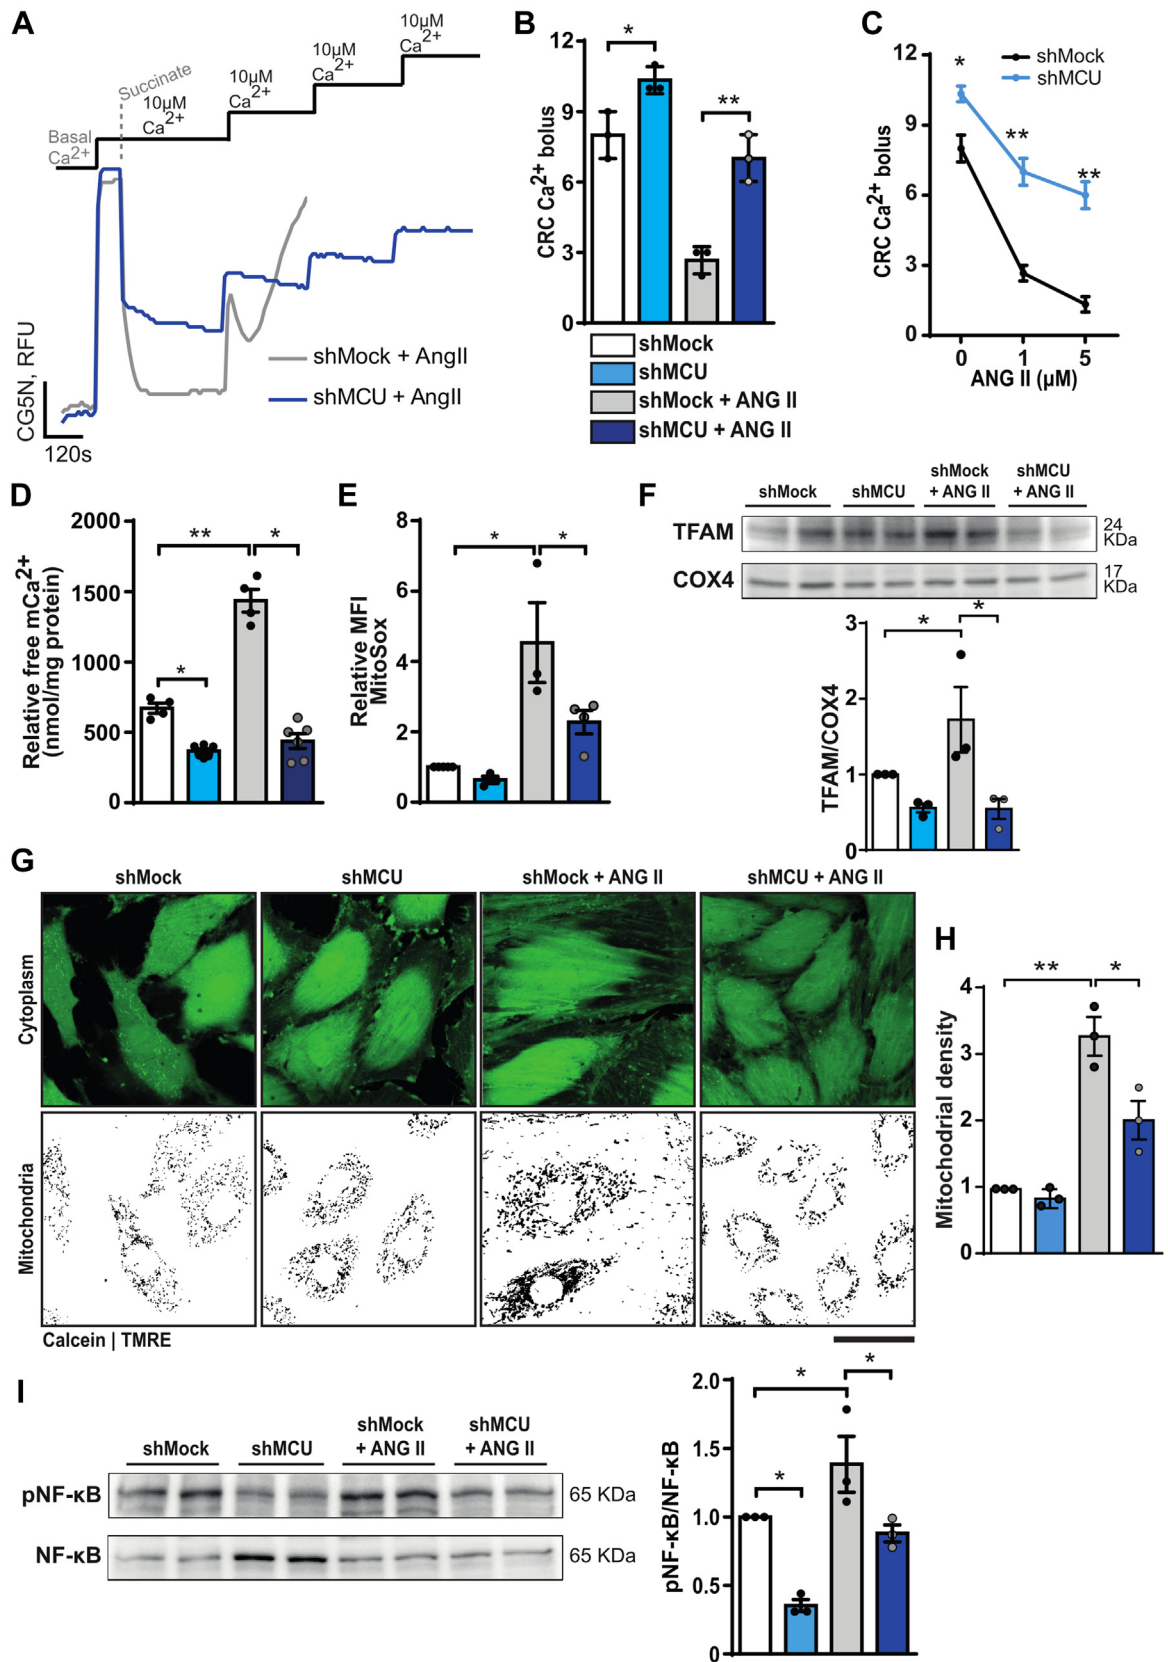 A
Basal
Ca2+
Succinate
10µM
Ca2+
10µM
Ca2+
10µM
Ca2+
10µM
Ca2+
CG5N, RFU
120s
shMock + AngII
shMCU + AngII
B
CRC Ca2+ bolus
12
9
6
3
0
*
**
shMock
shMCU
shMock + ANG II
shMCU + ANG II
C
CRC Ca2+ bolus
12
9
6
3
0
*
**
**
shMock
shMCU
0 1 5
ANG II (µM)
D
Relative free mCa2+
(nmol/mg protein)
2000
1500
1000
500
0
**
*
*
E
Relative MFI
MitoSox
8
6
4
2
0
*
*
F
shMock
shMCU
shMock
+ ANG II
shMCU
+ ANG II
TFAM
24
KDa
COX4
17
KDa
TFAM/COX4
3
2
1
0
*
*
G
shMock
shMCU
shMock + ANG II
shMCU + ANG II
Cytoplasm
Mitochondria
Calcein | TMRE
H
Mitochodrial density
4
3
2
1
0
**
*
I
shMock
shMCU
shMock
+ ANG II
shMCU
+ ANG II
pNF-κB
65 KDa
NF-κB
65 KDa
pNF-κB/NF-κB
2.0
1.5
1.0
0.5
0
*
*
*